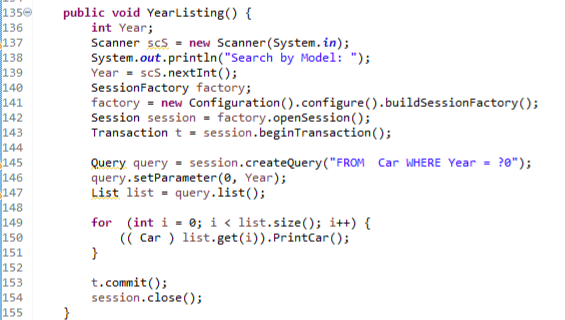 135 public void YearListing() {
136 int Year;
137 Scanner scS = new Scanner(System.in);
138 System.out.println("Search by Model: ");
139 Year = scS.nextInt();
140 SessionFactory factory;
141 factory = new Configuration().configure().buildSessionFactory();
142 Session session = factory.openSession();
143 Transaction t = session.beginTransaction();
144
145 Query query = session.createQuery("FROM  Car WHERE Year = ?0");
146 query.setParameter(0, Year);
147 List list = query.list();
148
149 for  (int i = 0; i < list.size(); i++) {
150 (( Car ) list.get(i)).PrintCar();
151 }
152
153 t.commit();
154 session.close();
155 }